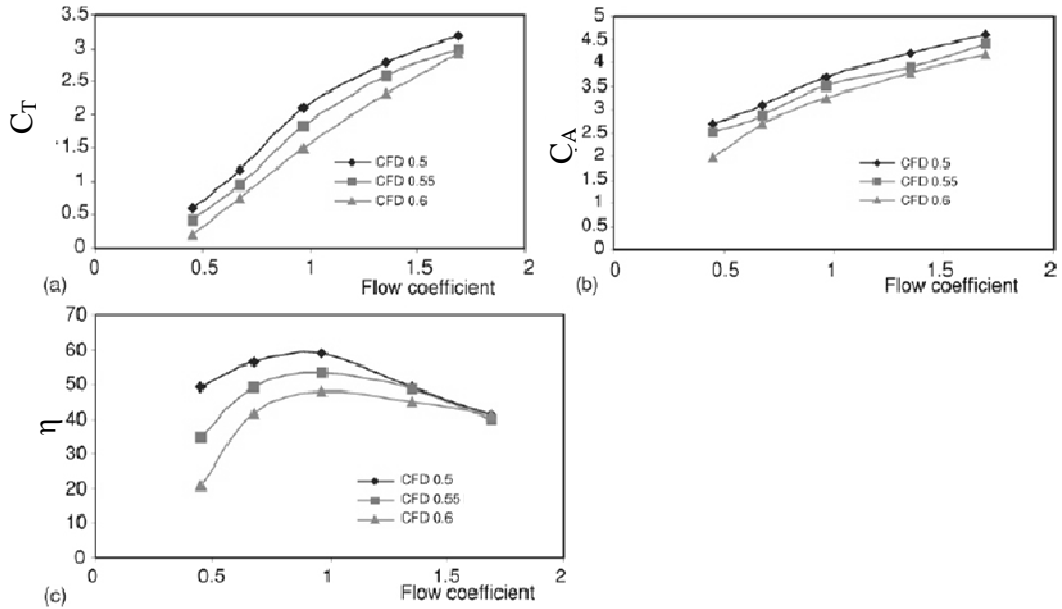 3.5
3
2.5
2
1.5
1
0.5
0
C_T
CFD 0.5
CFD 0.55
CFD 0.6
0 0.5 1 1.5 2
(a) Flow coefficient
5
4.5
4
3.5
3
2.5
2
1.5
1
0.5
0
C_A
CFD 0.5
CFD 0.55
CFD 0.6
0 0.5 1 1.5 2
(b) Flow coefficient
70
60
50
40
30
20
10
0
η
CFD 0.5
CFD 0.55
CFD 0.6
0 0.5 1 1.5 2
(c) Flow coefficient